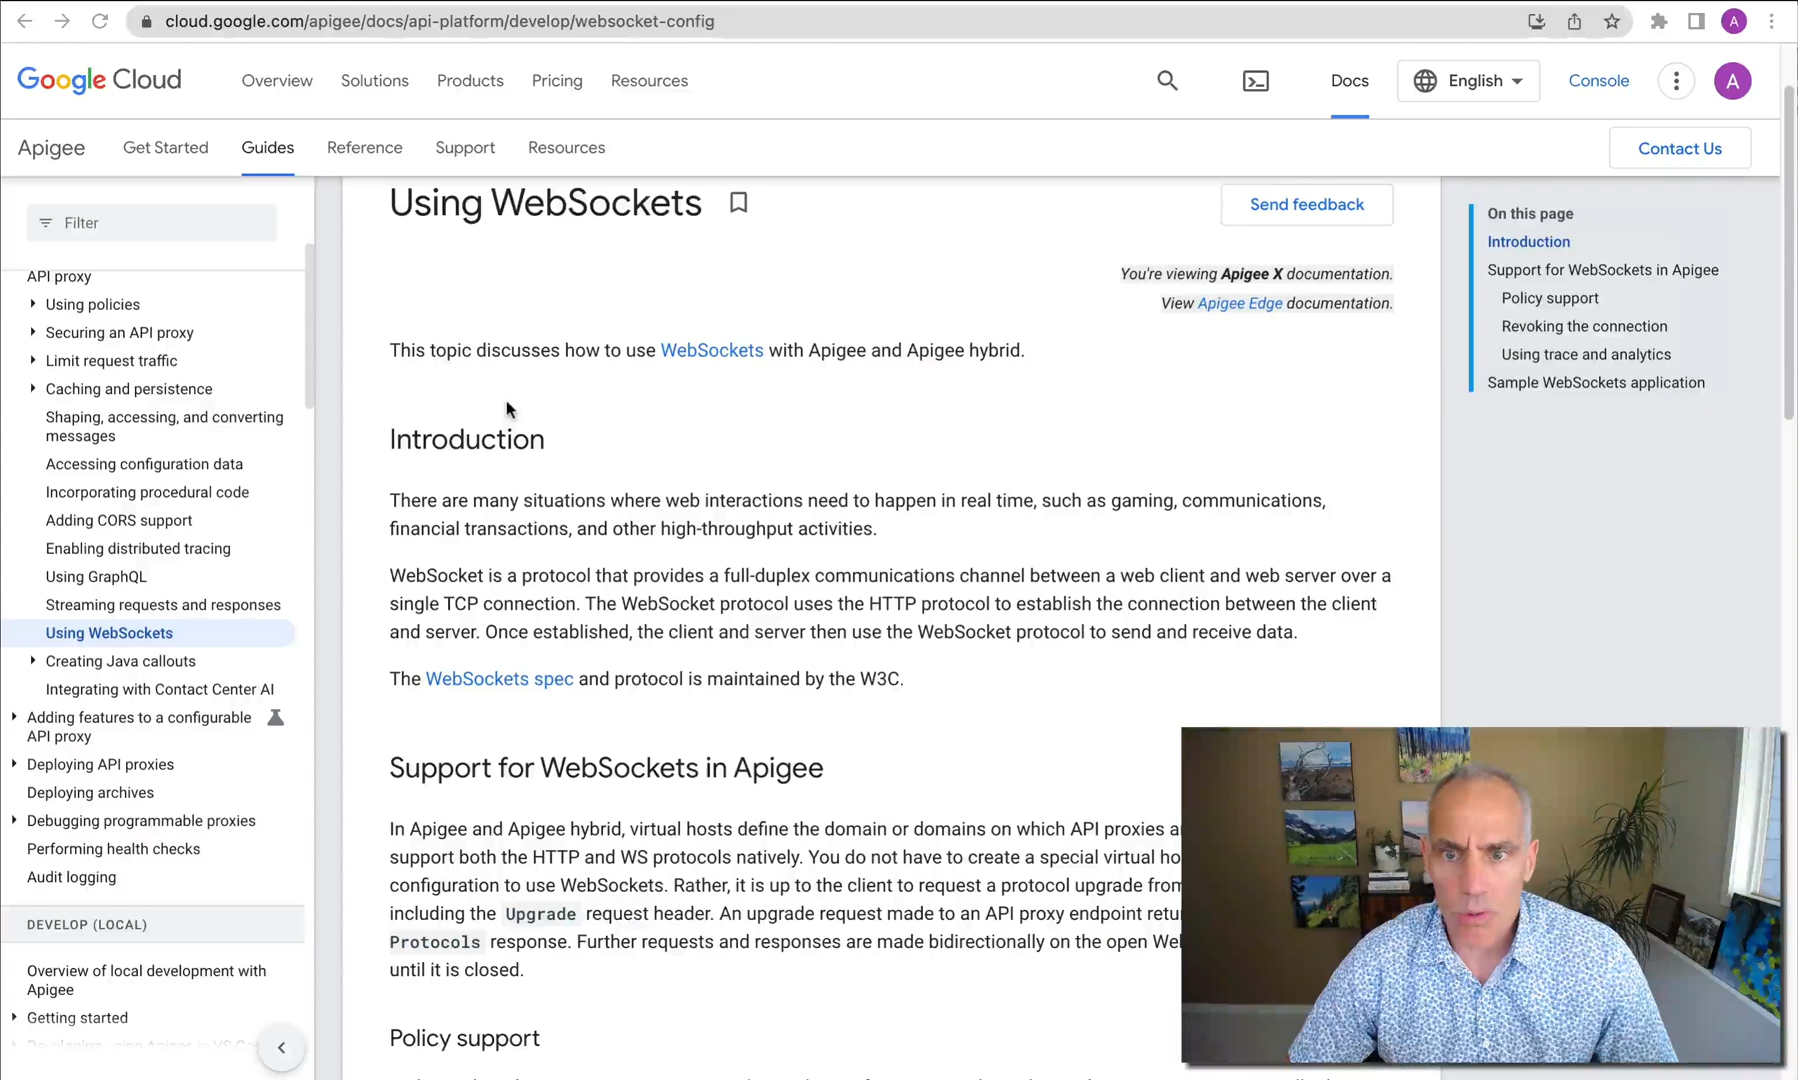 cloud.google.com/apigee/docs/api-platform/develop/websocket-config
A
Google Cloud
Overview
Solutions
Products
Pricing
Resources
Docs
English
Console
A
Apigee
Get Started
Guides
Reference
Support
Resources
Contact Us
Filter
API proxy
Using policies
Securing an API proxy
Limit request traffic
Caching and persistence
Shaping, accessing, and converting
messages
Accessing configuration data
Incorporating procedural code
Adding CORS support
Enabling distributed tracing
Using GraphQL
Streaming requests and responses
Using WebSockets
Creating Java callouts
Integrating with Contact Center AI
Adding features to a configurable
API proxy
Deploying API proxies
Deploying archives
Debugging programmable proxies
Performing health checks
Audit logging
DEVELOP (LOCAL)
Overview of local development with
Apigee
Getting started
Using WebSockets
Send feedback
You're viewing Apigee X documentation.
View Apigee Edge documentation.
This topic discusses how to use WebSockets with Apigee and Apigee hybrid.
Introduction
There are many situations where web interactions need to happen in real time, such as gaming, communications,
financial transactions, and other high-throughput activities.
WebSocket is a protocol that provides a full-duplex communications channel between a web client and web server over a
single TCP connection. The WebSocket protocol uses the HTTP protocol to establish the connection between the client
and server. Once established, the client and server then use the WebSocket protocol to send and receive data.
The WebSockets spec and protocol is maintained by the W3C.
Support for WebSockets in Apigee
In Apigee and Apigee hybrid, virtual hosts define the domain or domains on which API proxies a
support both the HTTP and WS protocols natively. You do not have to create a special virtual ho
configuration to use WebSockets. Rather, it is up to the client to request a protocol upgrade from
including the Upgrade request header. An upgrade request made to an API proxy endpoint retu
Protocols response. Further requests and responses are made bidirectionally on the open Wel
until it is closed.
Policy support
On this page
Introduction
Support for WebSockets in Apigee
Policy support
Revoking the connection
Using trace and analytics
Sample WebSockets application